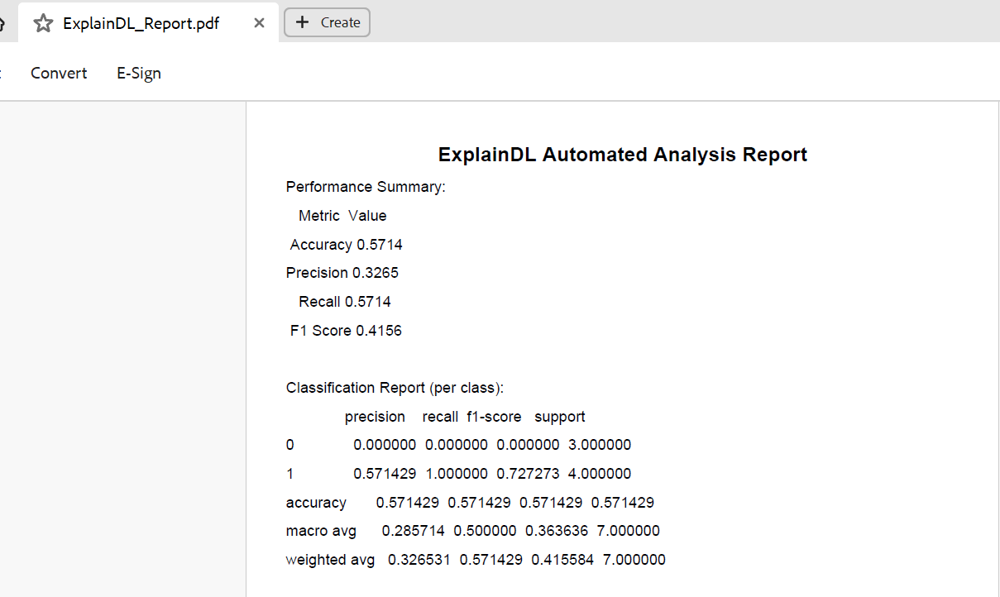 ExplainDL_Report.pdf × + Create
Convert E-Sign
ExplainDL Automated Analysis Report
Performance Summary:
Metric Value
Accuracy 0.5714
Precision 0.3265
Recall 0.5714
F1 Score 0.4156
Classification Report (per class):
precision recall f1-score support
0 0.000000 0.000000 0.000000 3.000000
1 0.571429 1.000000 0.727273 4.000000
accuracy 0.571429 0.571429 0.571429 0.571429
macro avg 0.285714 0.500000 0.363636 7.000000
weighted avg 0.326531 0.571429 0.415584 7.000000